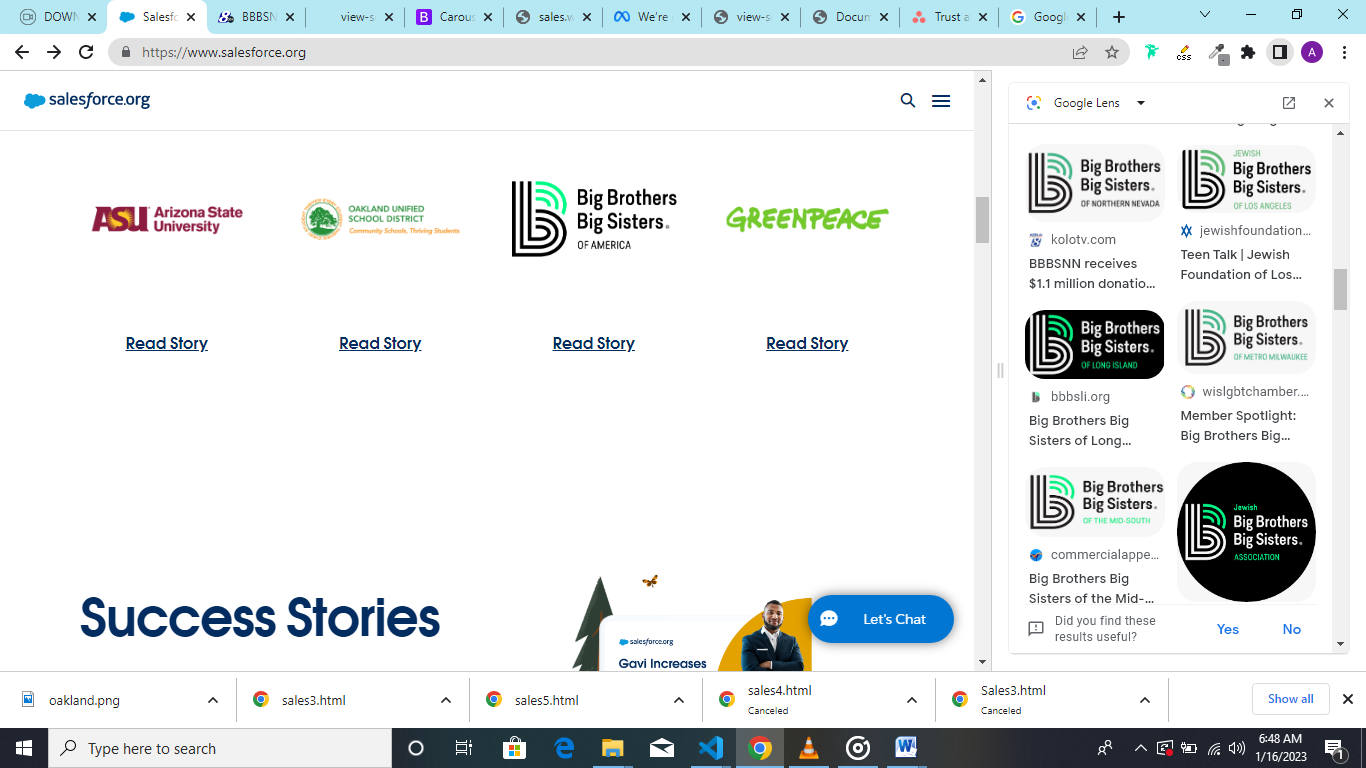 DOWN
Salesfo
BBBSN
view-s
Carous
sales.w
We're
view-so
Docum
Trust a
Google
https://www.salesforce.org
css
A
salesforce.org
ASU Arizona State University
OAKLAND UNIFIED
SCHOOL DISTRICT
Community Schools, Thriving Students
Big Brothers
Big Sisters.
OF AMERICA
GREENPEACE
Read Story
Read Story
Read Story
Read Story
Success Stories
salesforce.org
Gavi Increases
Let's Chat
Google Lens
Big Brothers
Big Sisters.
OF NORTHERN NEVADA
kolotv.com
BBBSNN receives
$1.1 million donatio...
JEWISH
Big Brothers
Big Sisters.
OF LOS ANGELES
jewishfoundation...
Teen Talk | Jewish
Foundation of Los...
Big Brothers
Big Sisters.
OF LONG ISLAND
bbbsli.org
Big Brothers Big
Sisters of Long...
Big Brothers
Big Sisters.
OF METRO MILWAUKEE
wislgbtchamber....
Member Spotlight:
Big Brothers Big...
Big Brothers
Big Sisters.
OF THE MID-SOUTH
commercialappe...
Big Brothers Big
Sisters of the Mid-...
Jewish
Big Brothers
Big Sisters.
ASSOCIATION
Did you find these
results useful?
Yes
No
oakland.png
sales3.html
sales5.html
sales4.html
Canceled
Sales3.html
Canceled
Show all
Type here to search
6:48 AM
1/16/2023
1